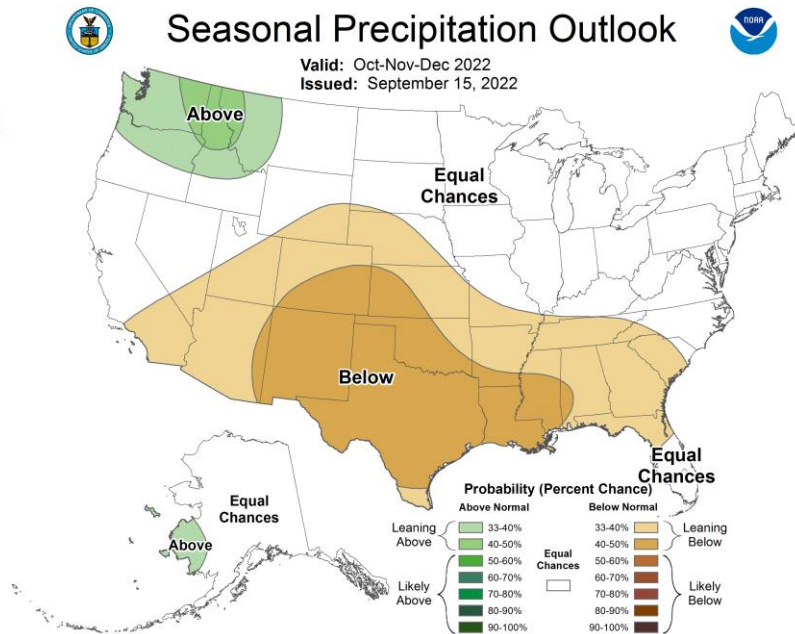 Seasonal Precipitation Outlook
NOAA
Valid: Oct-Nov-Dec 2022
Issued: September 15, 2022
Above
Equal
Chances
Below
Equal
Chances
Equal
Chances
Above
Probability (Percent Chance)
Above Normal Below Normal
Leaning
Above
33-40%
40-50%
Likely
Above
50-60%
60-70%
70-80%
80-90%
90-100%
Equal
Chances
33-40%
40-50%
Leaning
Below
50-60%
60-70%
70-80%
80-90%
90-100%
Likely
Below